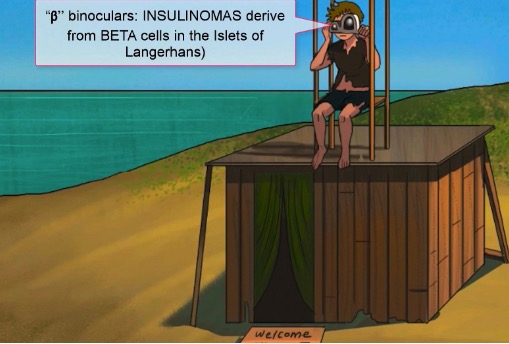 “β” binoculars: INSULINOMAS derive
from BETA cells in the Islets of
Langerhans)
welcome